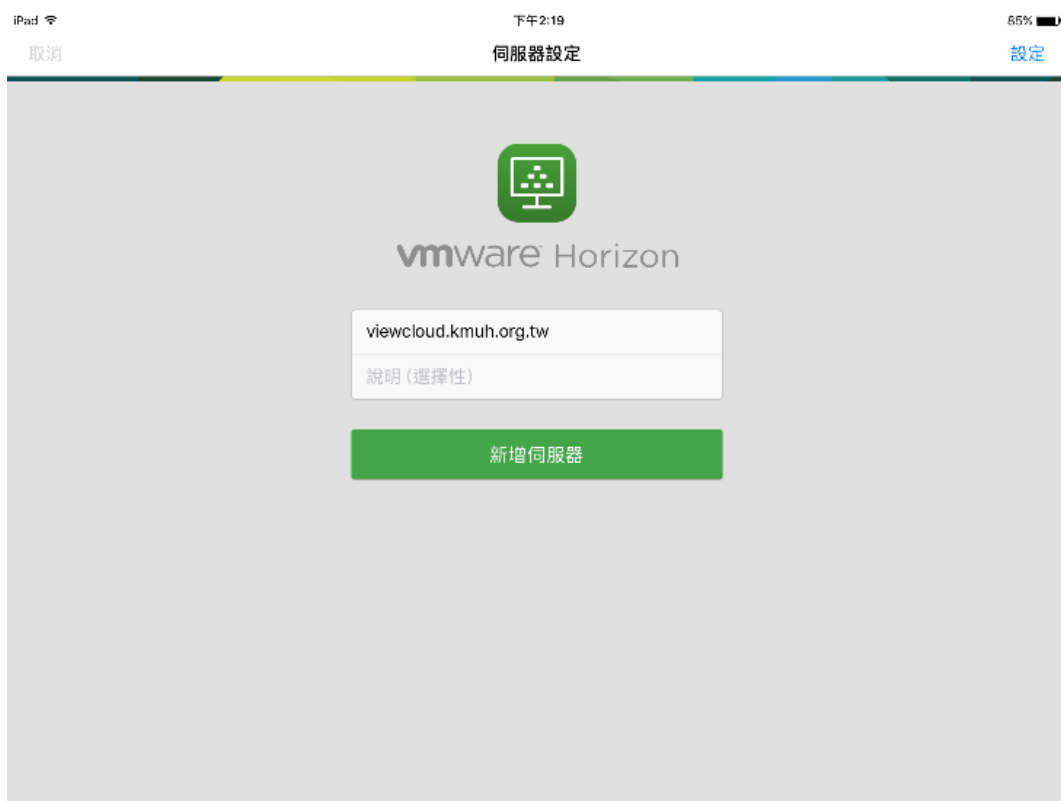 iPad 下午2:19 85%
取消 伺服器設定 設定
vmware Horizon
viewcloud.kmuh.org.tw
說明 (選擇性)
新增伺服器